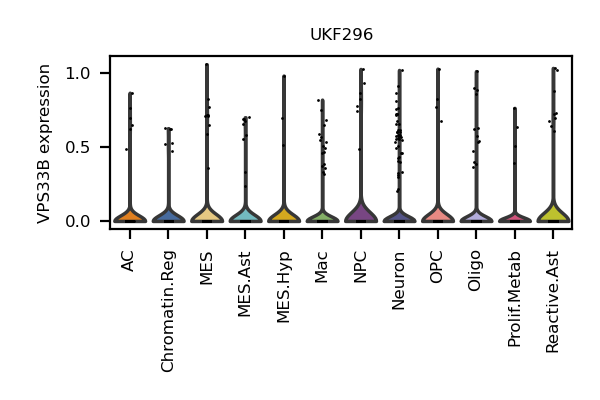 UKF296
VPS33B expression
1.0
0.5
0.0
AC
Chromatin.Reg
MES
MES.Ast
MES.Hyp
Mac
NPC
Neuron
OPC
Oligo
Prolif.Metab
Reactive.Ast